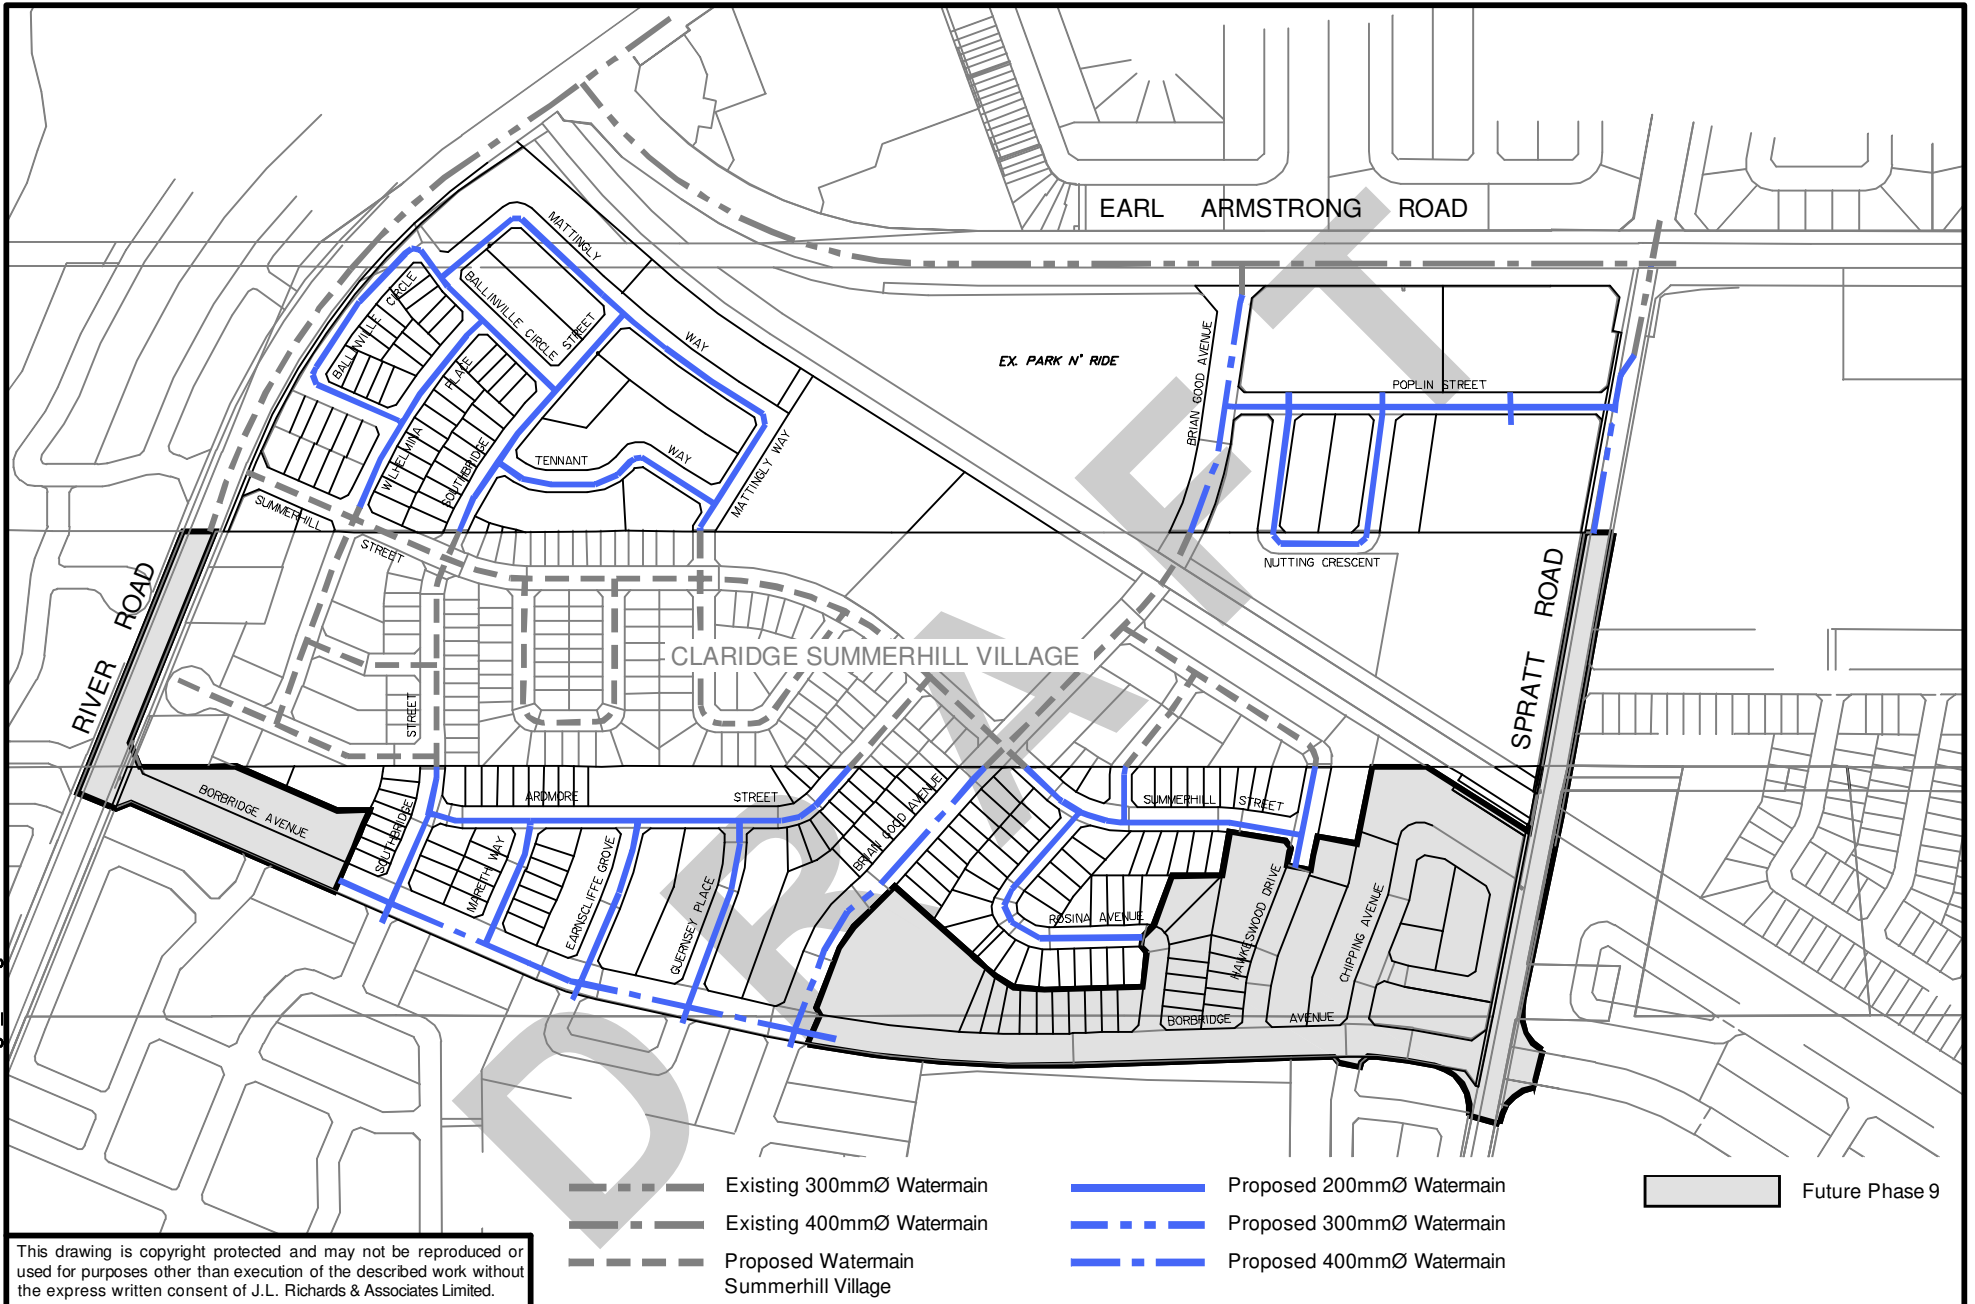 EARL ARMSTRONG ROAD
MATTINGLY
WAY
BALLINVILLE CIRCLE
BALLINVILLE CIRCLE
STREET
EX. PARK N' RIDE
BRIAN GOOD AVENUE
POPLIN STREET
WILHELMINA PLACE
SOUTHBRIDGE
TENNANT WAY
MATTINGLY WAY
SUMMERHILL
STREET
NUTTING CRESCENT
RIVER ROAD
SPRATT ROAD
CLARIDGE SUMMERHILL VILLAGE
STREET
BORBRIDGE AVENUE
SOUTHBRIDGE
ARDMORE STREET
BRIAN GOOD AVENUE
SUMMERHILL STREET
MAREITH WAY
EARNSCLIFFE GROVE
GUERNSEY PLACE
ROSINA AVENUE
HAWKESWOOD DRIVE
CHIPPING AVENUE
BORBRIDGE AVENUE
DRAFT
Existing 300mmØ Watermain
Existing 400mmØ Watermain
Proposed Watermain
Summerhill Village
Proposed 200mmØ Watermain
Proposed 300mmØ Watermain
Proposed 400mmØ Watermain
Future Phase 9
This drawing is copyright protected and may not be reproduced or
used for purposes other than execution of the described work without
the express written consent of J.L. Richards & Associates Limited.